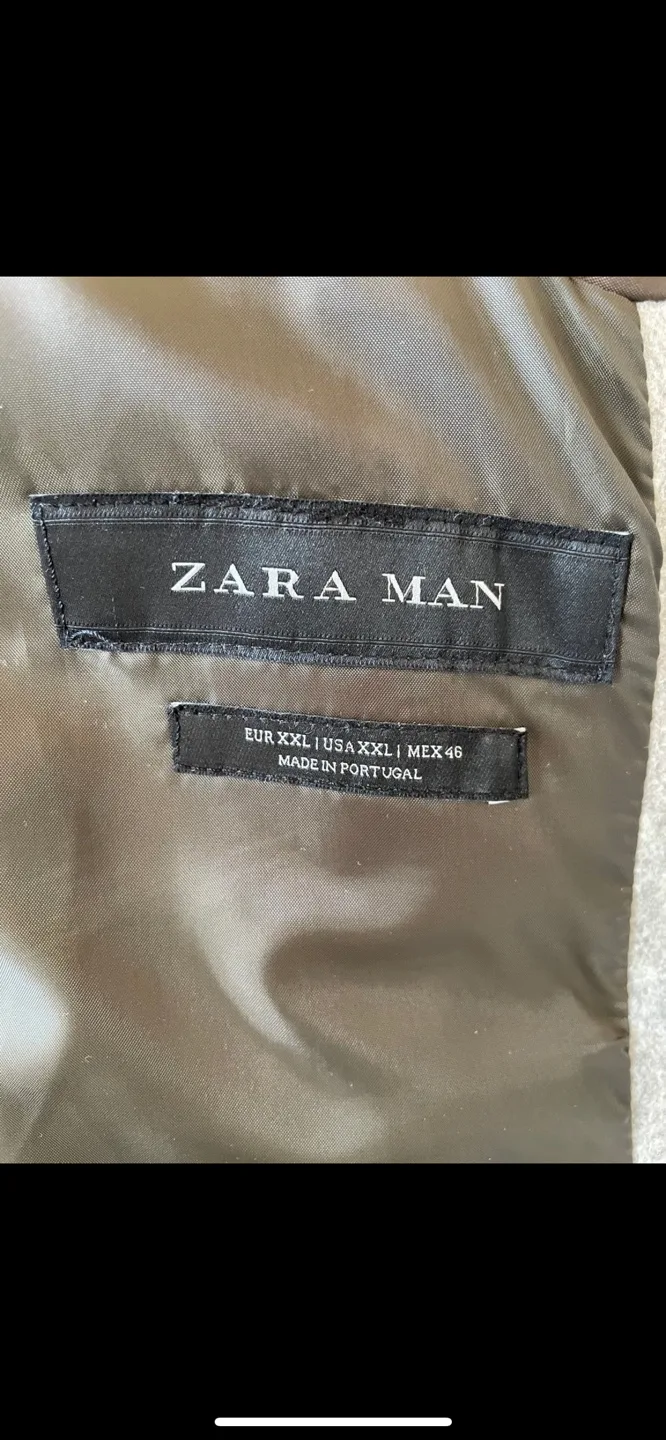 ZARA MAN
EUR XXL | USA XXL | MEX 46
MADE IN PORTUGAL